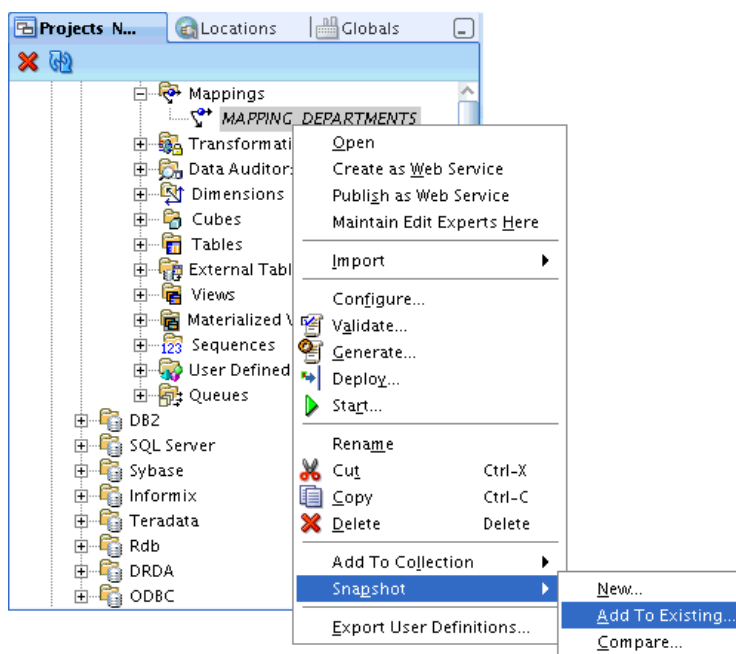 Projects N... Locations Globals
Mappings
MAPPING_DEPARTMENTS
Transformati
Data Auditor
Dimensions
Cubes
Tables
External Tabl
Views
Materialized V
123 Sequences
User Defined
Queues
DB2
SQL Server
Sybase
Informix
Teradata
Rdb
DRDA
ODBC
Open
Create as Web Service
Publish as Web Service
Maintain Edit Experts Here
Import
Configure...
Validate...
Generate...
Deploy...
Start...
Rename
Cut Ctrl-X
Copy Ctrl-C
Delete Delete
Add To Collection
Snapshot
Export User Definitions...
New...
Add To Existing...
Compare...